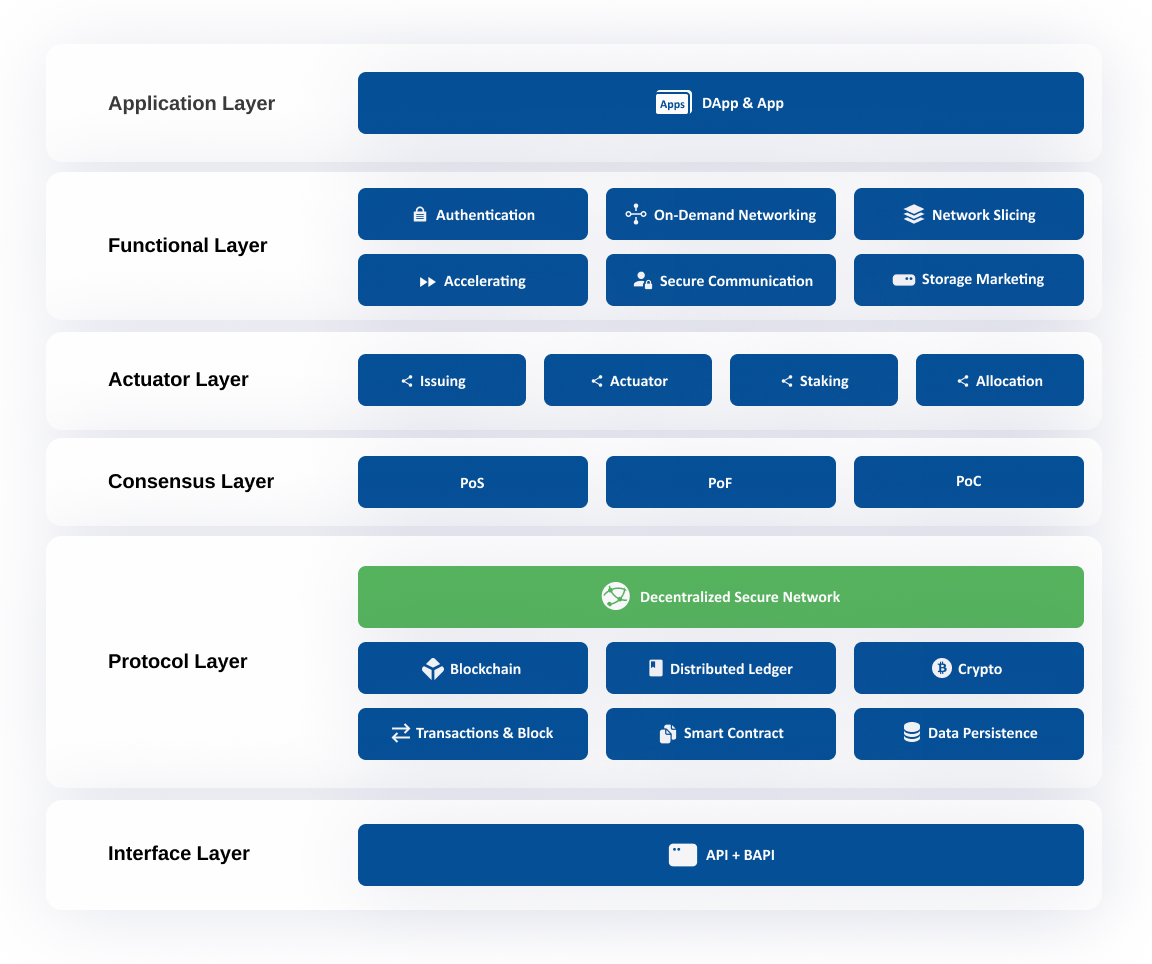 Application Layer
Apps
DApp & App
Functional Layer
Authentication
On-Demand Networking
Network Slicing
Accelerating
Secure Communication
Storage Marketing
Actuator Layer
Issuing
Actuator
Staking
Allocation
Consensus Layer
PoS
PoF
PoC
Protocol Layer
Decentralized Secure Network
Blockchain
Distributed Ledger
Crypto
Transactions & Block
Smart Contract
Data Persistence
Interface Layer
API + BAPI